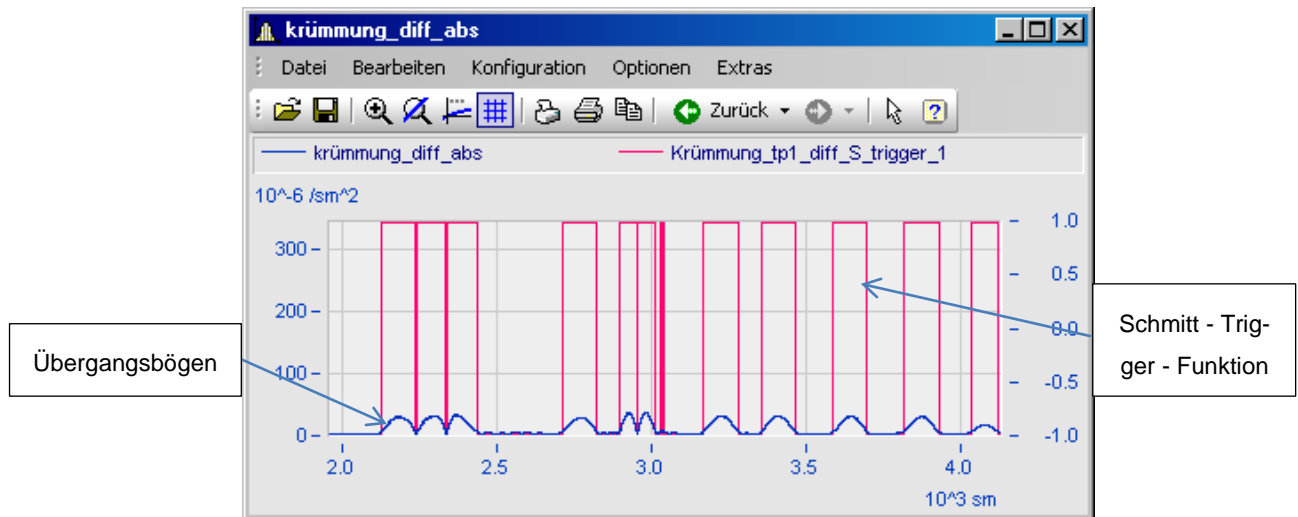 krümmung_diff_abs
Datei Bearbeiten Konfiguration Optionen Extras
Zurück
krümmung_diff_abs Krümmung_tp1_diff_S_trigger_1
10^-6 /sm^2
300
200
100
0
1.0
0.5
0.0
-0.5
-1.0
2.0 2.5 3.0 3.5 4.0
10^3 sm
Übergangsbögen
Schmitt - Trig-
ger - Funktion